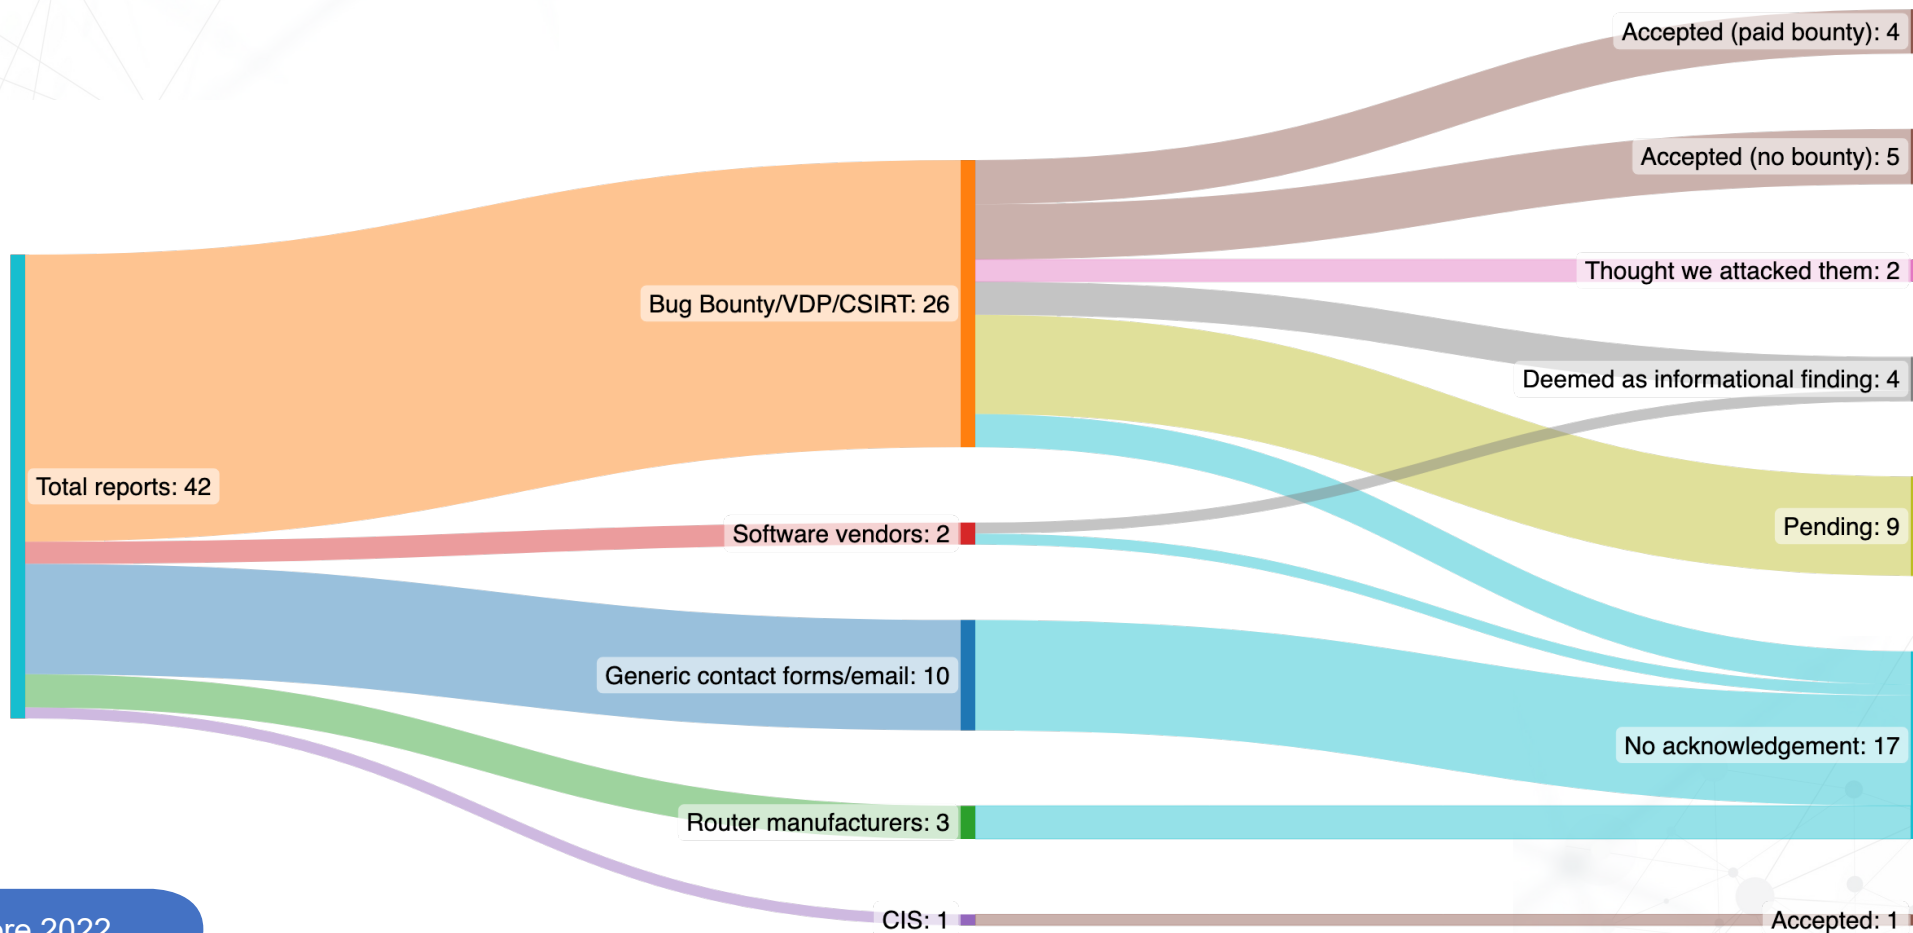 Accepted (paid bounty): 4
Accepted (no bounty): 5
Thought we attacked them: 2
Bug Bounty/VDP/CSIRT: 26
Deemed as informational finding: 4
Total reports: 42
Pending: 9
Software vendors: 2
Generic contact forms/email: 10
No acknowledgement: 17
Router manufacturers: 3
CIS: 1
Accepted: 1
2022